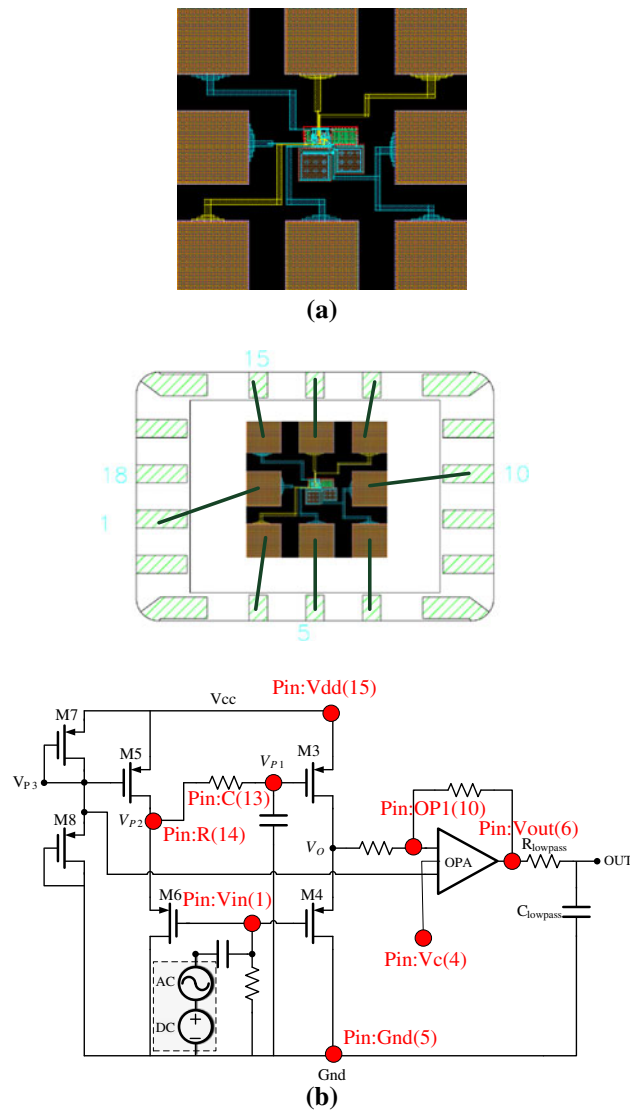 (a)
15
18
10
1
5
Vcc
Pin:Vdd(15)
M7
M5
M3
V_P1
V_P3
Pin:C(13)
Pin:OP1(10)
M8
V_P2
Pin:R(14)
Pin:Vout(6)
V_O
R_lowpass
OPA
OUT
M6
Pin:Vin(1)
M4
C_lowpass
Pin:Vc(4)
AC
DC
Pin:Gnd(5)
Gnd
(b)